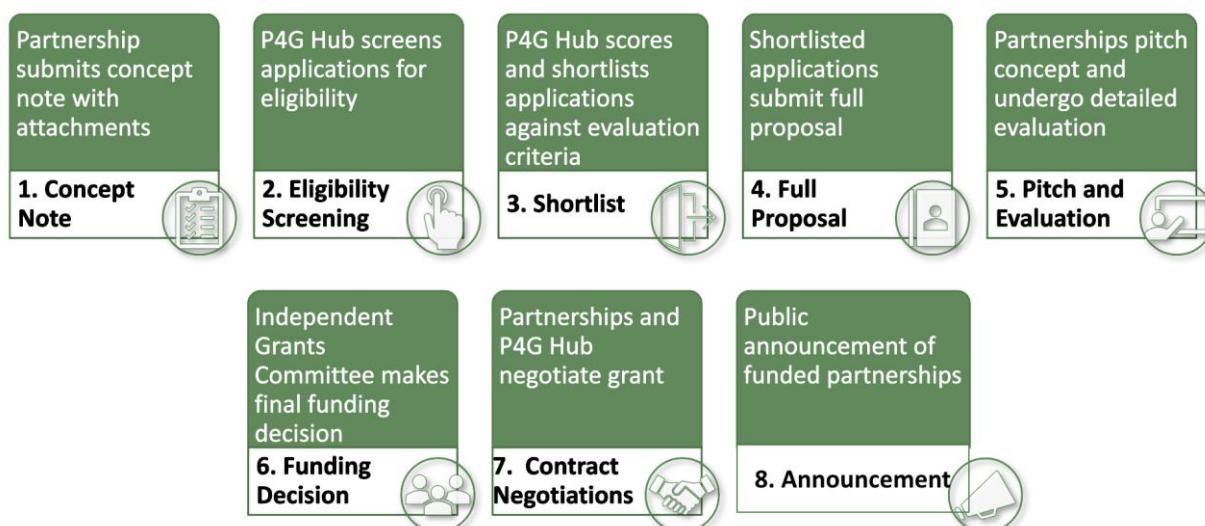 Partnership
submits concept
note with
attachments
1. Concept
Note
P4G Hub screens
applications for
eligibility
2. Eligibility
Screening
P4G Hub scores
and shortlists
applications
against evaluation
criteria
3. Shortlist
Shortlisted
applications
submit full
proposal
4. Full
Proposal
Partnerships pitch
concept and
undergo detailed
evaluation
5. Pitch and
Evaluation
Independent
Grants
Committee makes
final funding
decision
6. Funding
Decision
Partnerships and
P4G Hub
negotiate grant
7. Contract
Negotiations
Public
announcement of
funded partnerships
8. Announcement